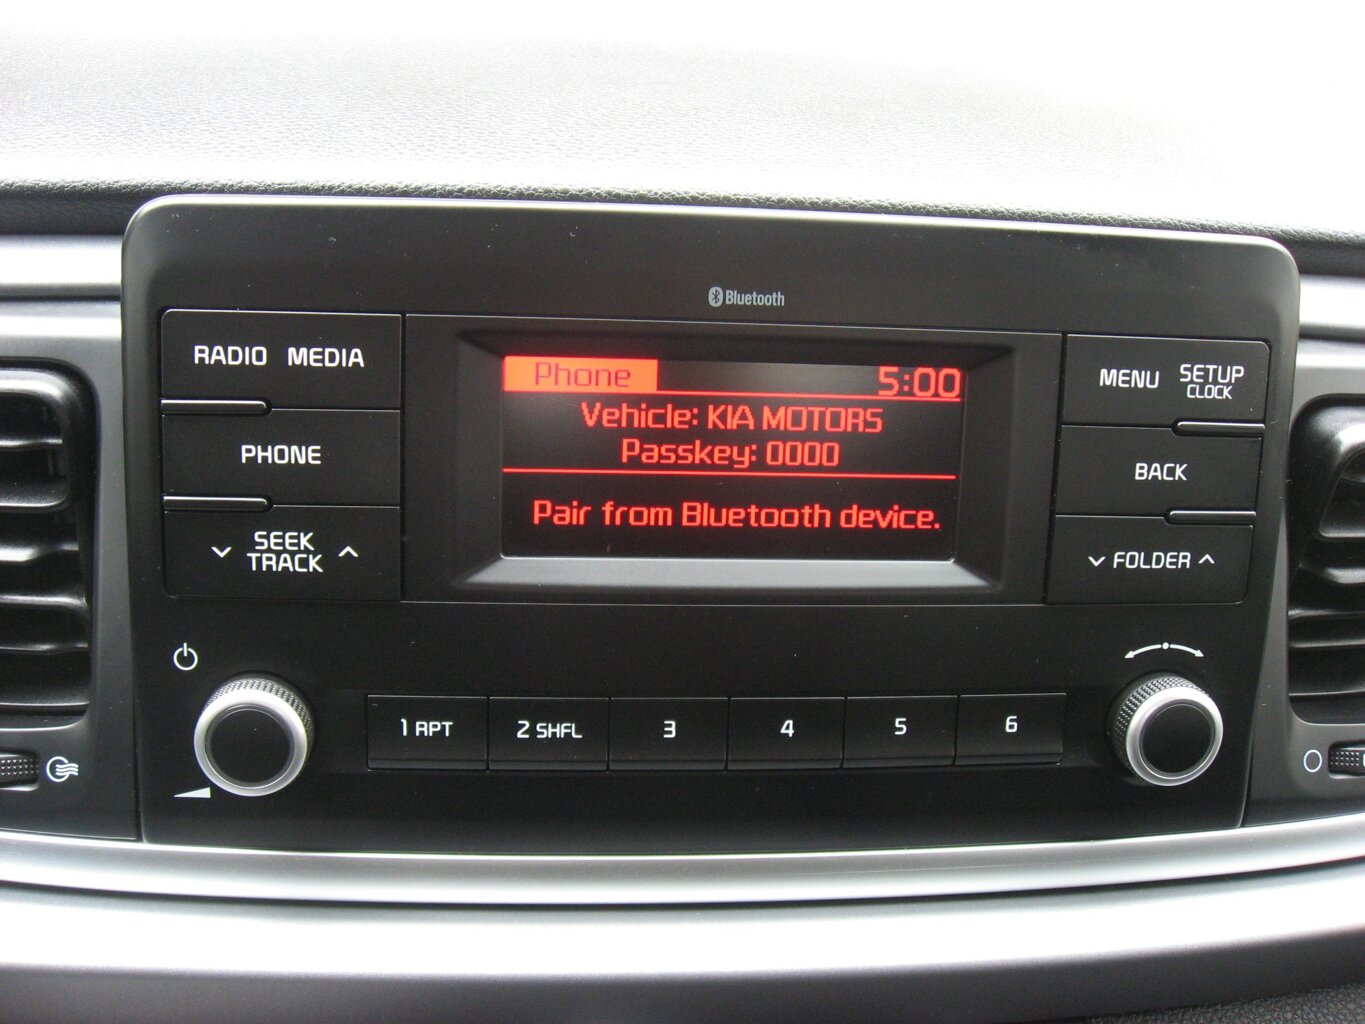 Bluetooth
RADIO MEDIA
PHONE
SEEK
TRACK
Phone 5:00
Vehicle: KIA MOTORS
Passkey: 0000
Pair from Bluetooth device.
MENU SETUP
CLOCK
BACK
FOLDER
1 RPT 2 SHFL 3 4 5 6